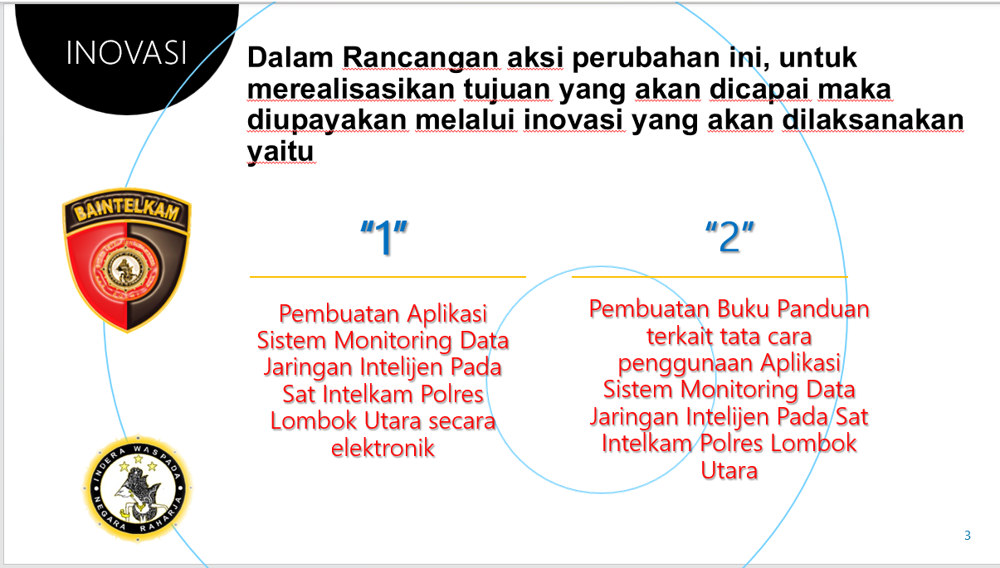 INOVASI
Dalam Rancangan aksi perubahan ini, untuk
merealisasikan tujuan yang akan dicapai maka
diupayakan melalui inovasi yang akan dilaksanakan
yaitu
BAINTELKAM
“1”
“2”
Pembuatan Aplikasi
Sistem Monitoring Data
Jaringan Intelijen Pada
Sat Intelkam Polres
Lombok Utara secara
elektronik
Pembuatan Buku Panduan
terkait tata cara
penggunaan Aplikasi
Sistem Monitoring Data
Jaringan Intelijen Pada Sat
Intelkam Polres Lombok
Utara
INDERA WASPADA
NEGARA RAHARJA
3